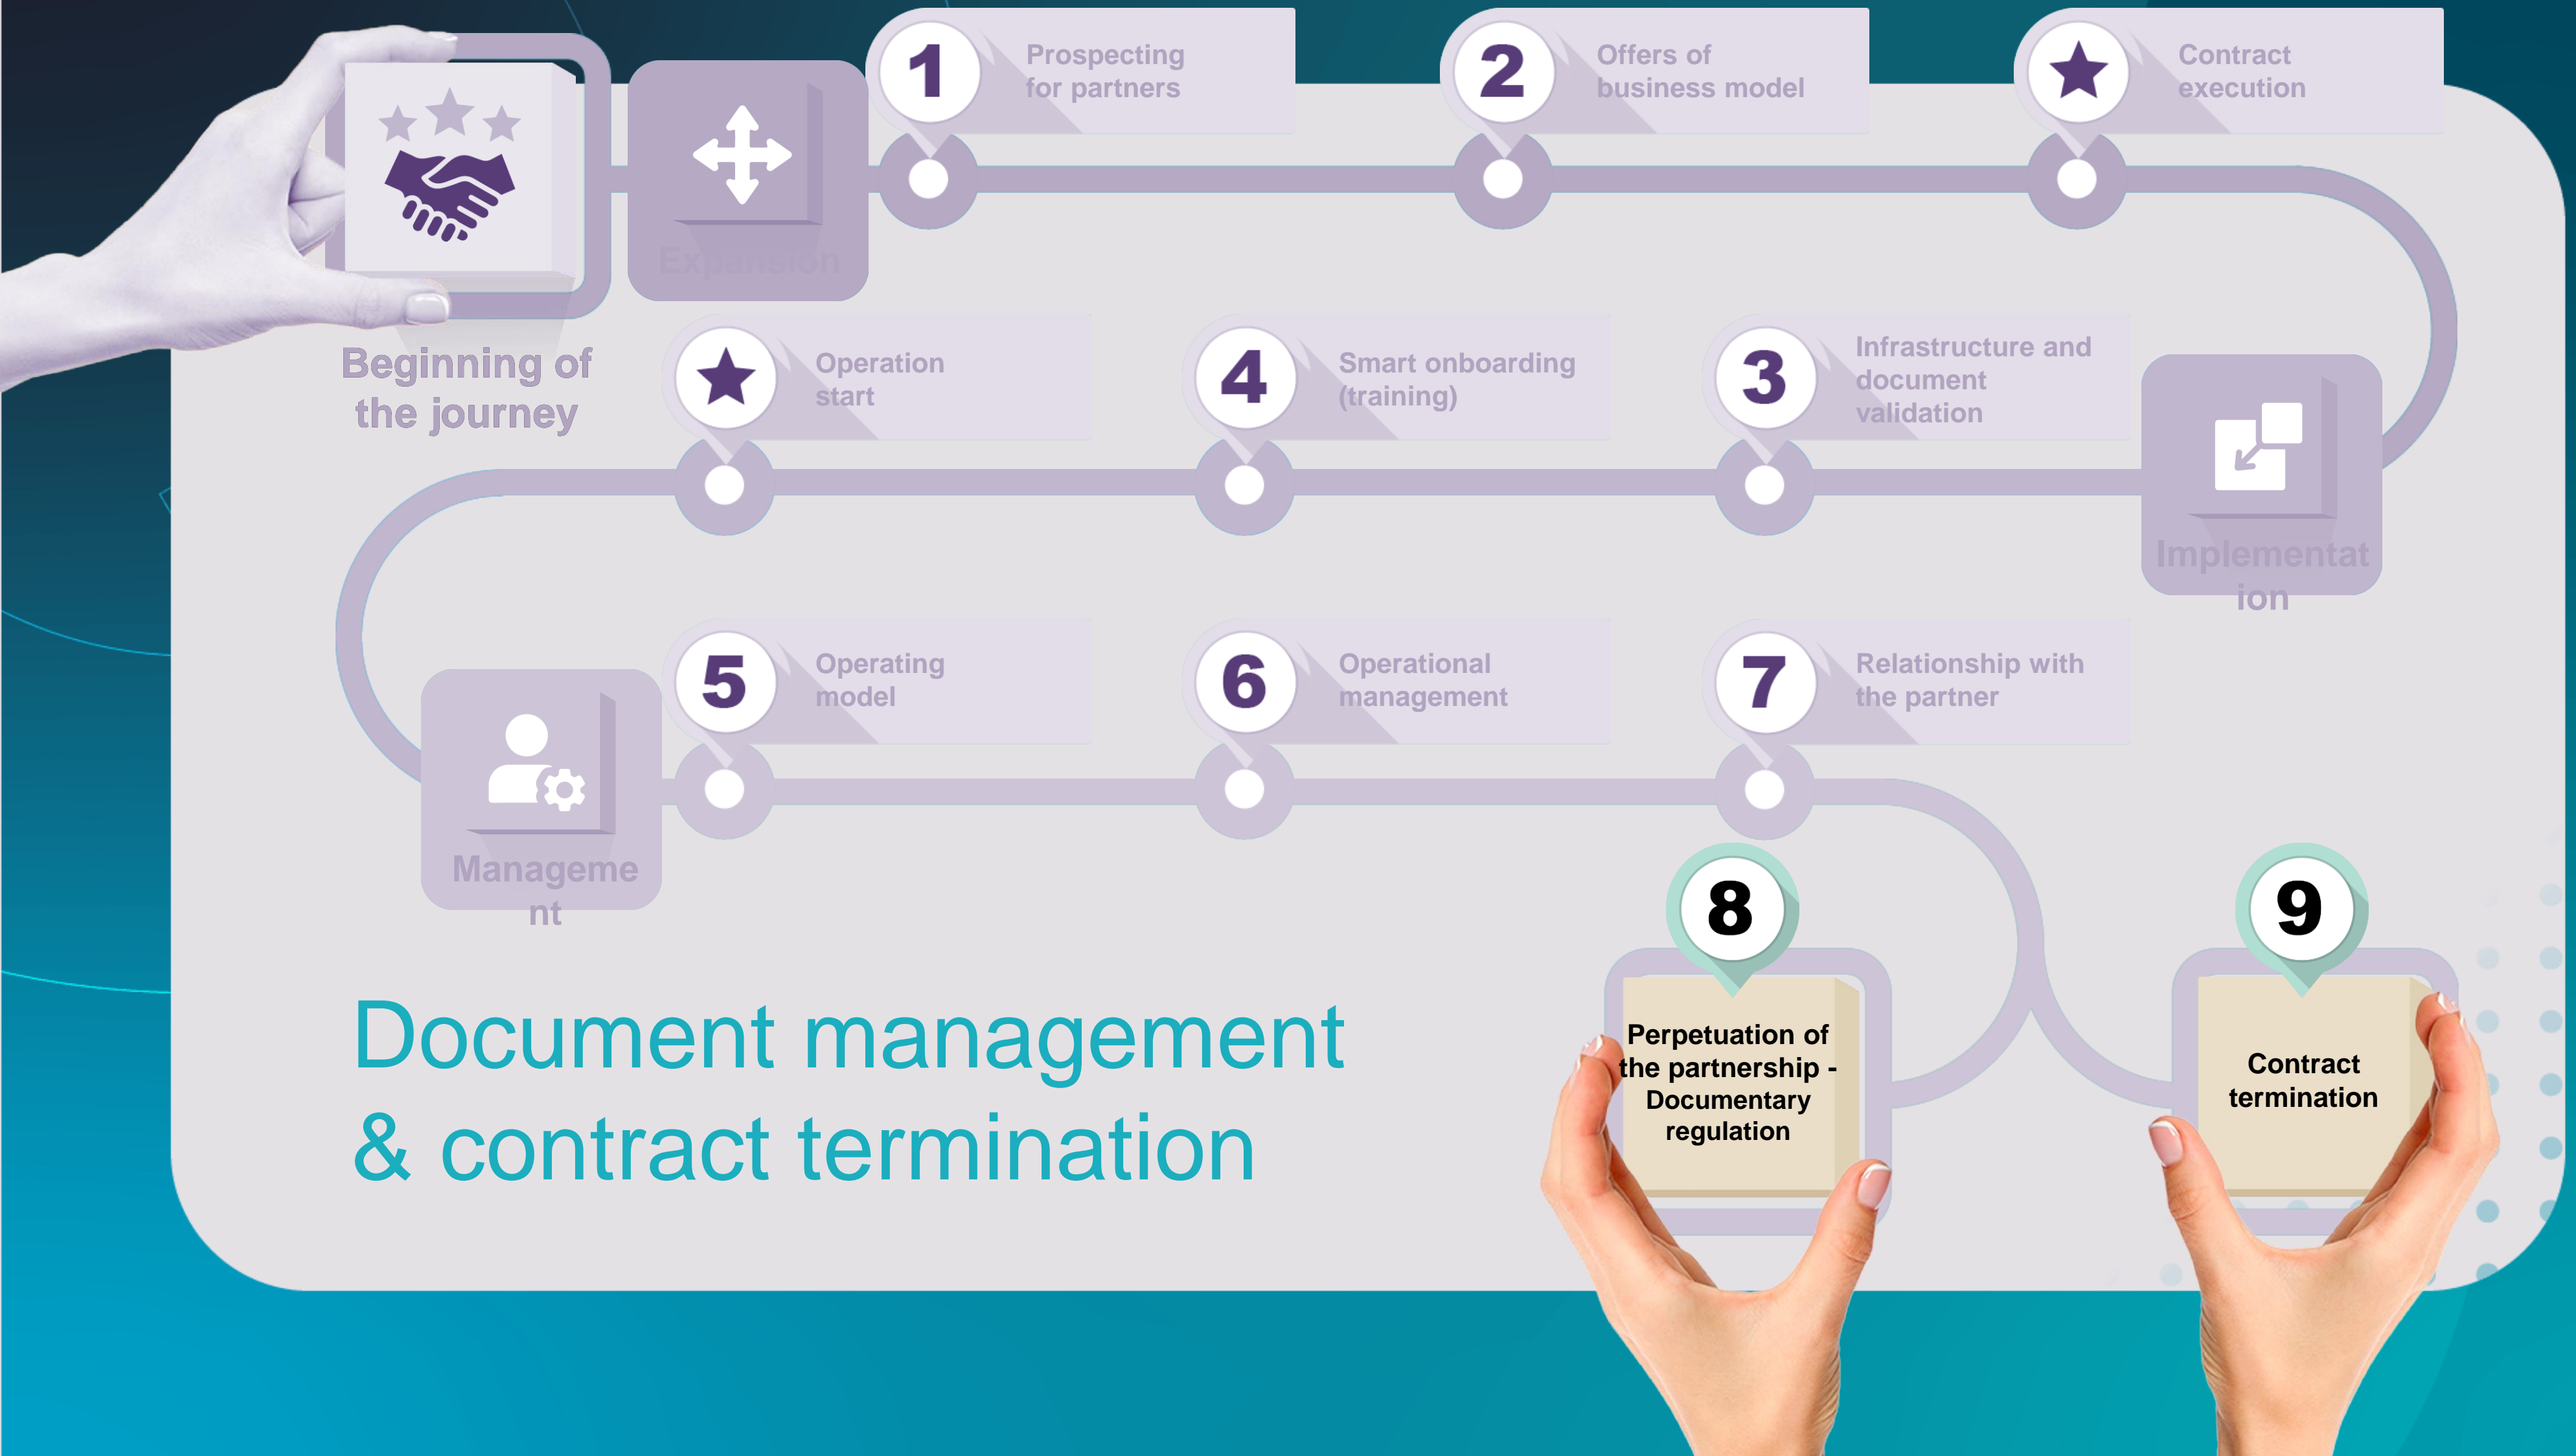 1
Prospecting
for partners
2
Offers of
business model
Contract
execution
Expansion
Beginning of
the journey
Operation
start
4
Smart onboarding
(training)
3
Infrastructure and
document
validation
Implementat
ion
5
Operating
model
6
Operational
management
7
Relationship with
the partner
Manageme
nt
8
9
Perpetuation of
the partnership -
Documentary
regulation
Contract
termination
Document management
& contract termination